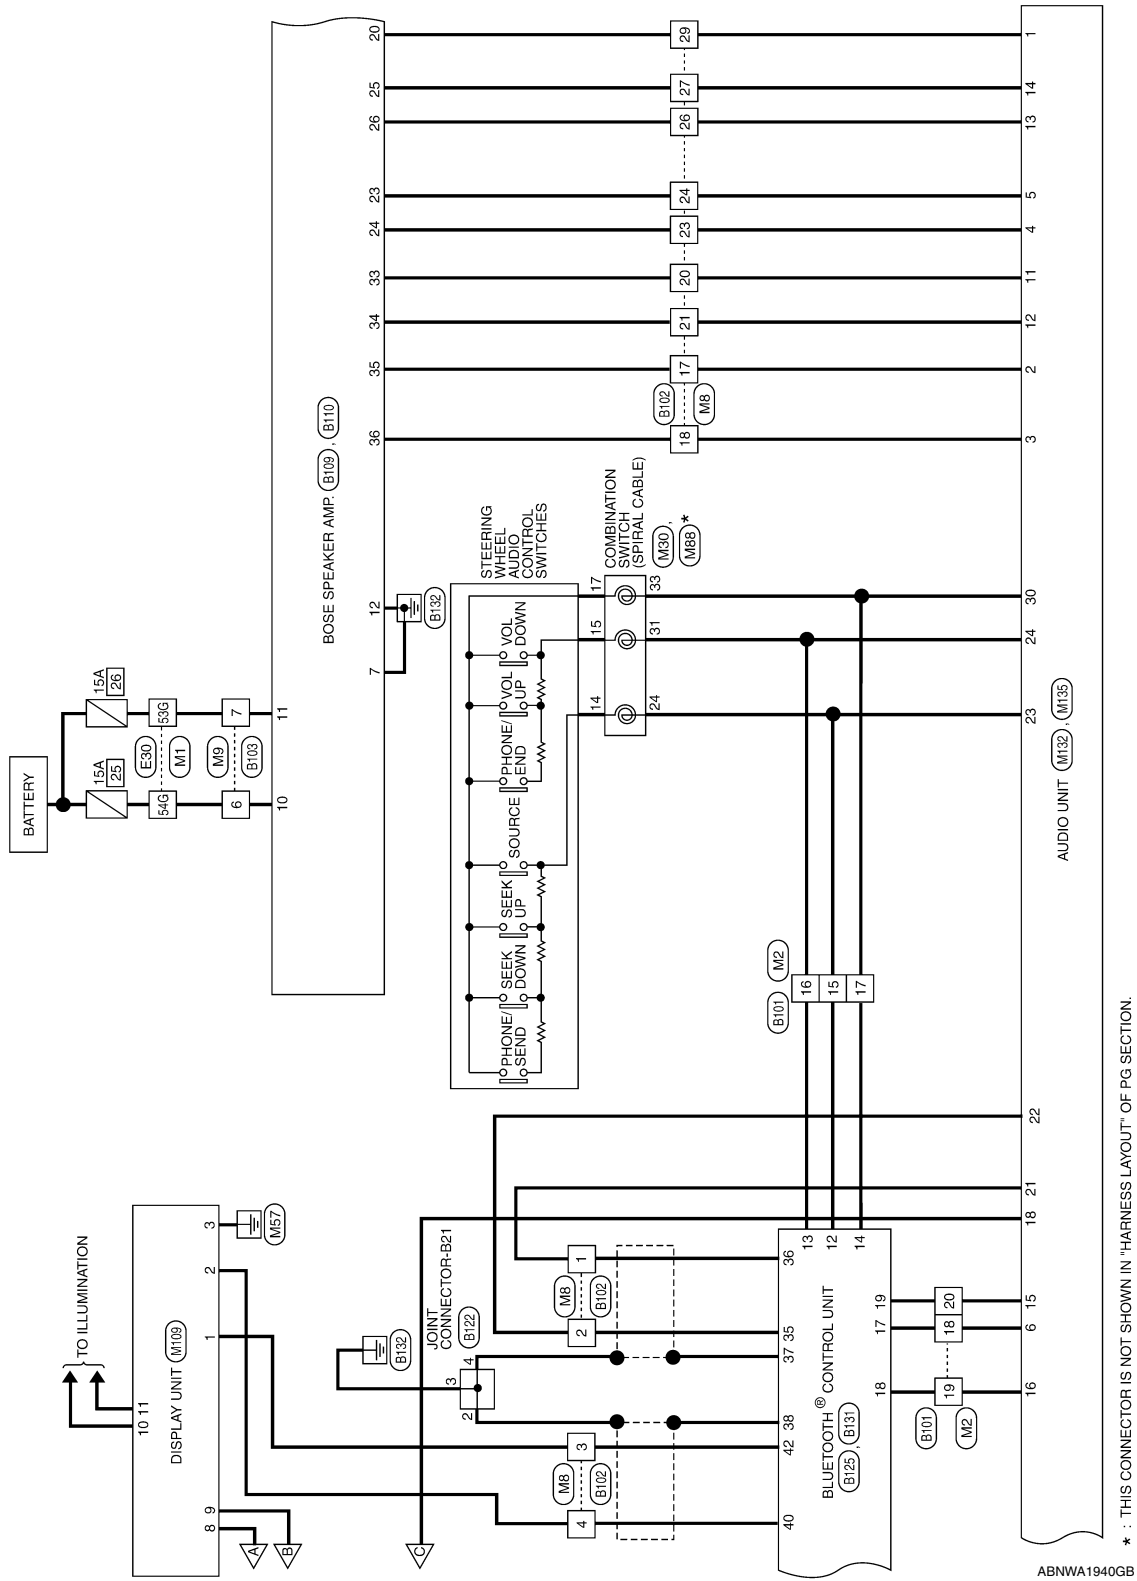 BATTERY
15A
25
15A
26
54G
53G
E30
M1
6
7
M9
B103
10
11
BOSE SPEAKER AMP. B109 , B110
7
12
36
35
34
33
24
23
26
25
20
B132
18
17
21
20
23
24
26
27
29
B102
M8
3
2
12
11
4
5
13
14
1
STEERING
WHEEL
AUDIO
CONTROL
SWITCHES
PHONE/
SEND
SEEK
DOWN
SEEK
UP
SOURCE
PHONE/
END
VOL
UP
VOL
DOWN
14
15
17
COMBINATION
SWITCH
(SPIRAL CABLE)
M30 ,
M88 *
24
31
33
TO ILLUMINATION
10 11
DISPLAY UNIT M109
8
9
1
2
3
M57
A
B
C
JOINT
CONNECTOR-B21
B122
2
3
4
B132
4
3
M8
B102
2
1
M8
B102
40
42
38
37
35
36
13
12
14
BLUETOOTH ® CONTROL UNIT
B125 , B131
18
17
19
B101
M2
19
18
20
B101
M2
16
15
17
16
6
15
18
21
22
23
24
30
AUDIO UNIT M132 , M135
* : THIS CONNECTOR IS NOT SHOWN IN "HARNESS LAYOUT" OF PG SECTION.
ABNWA1940GB